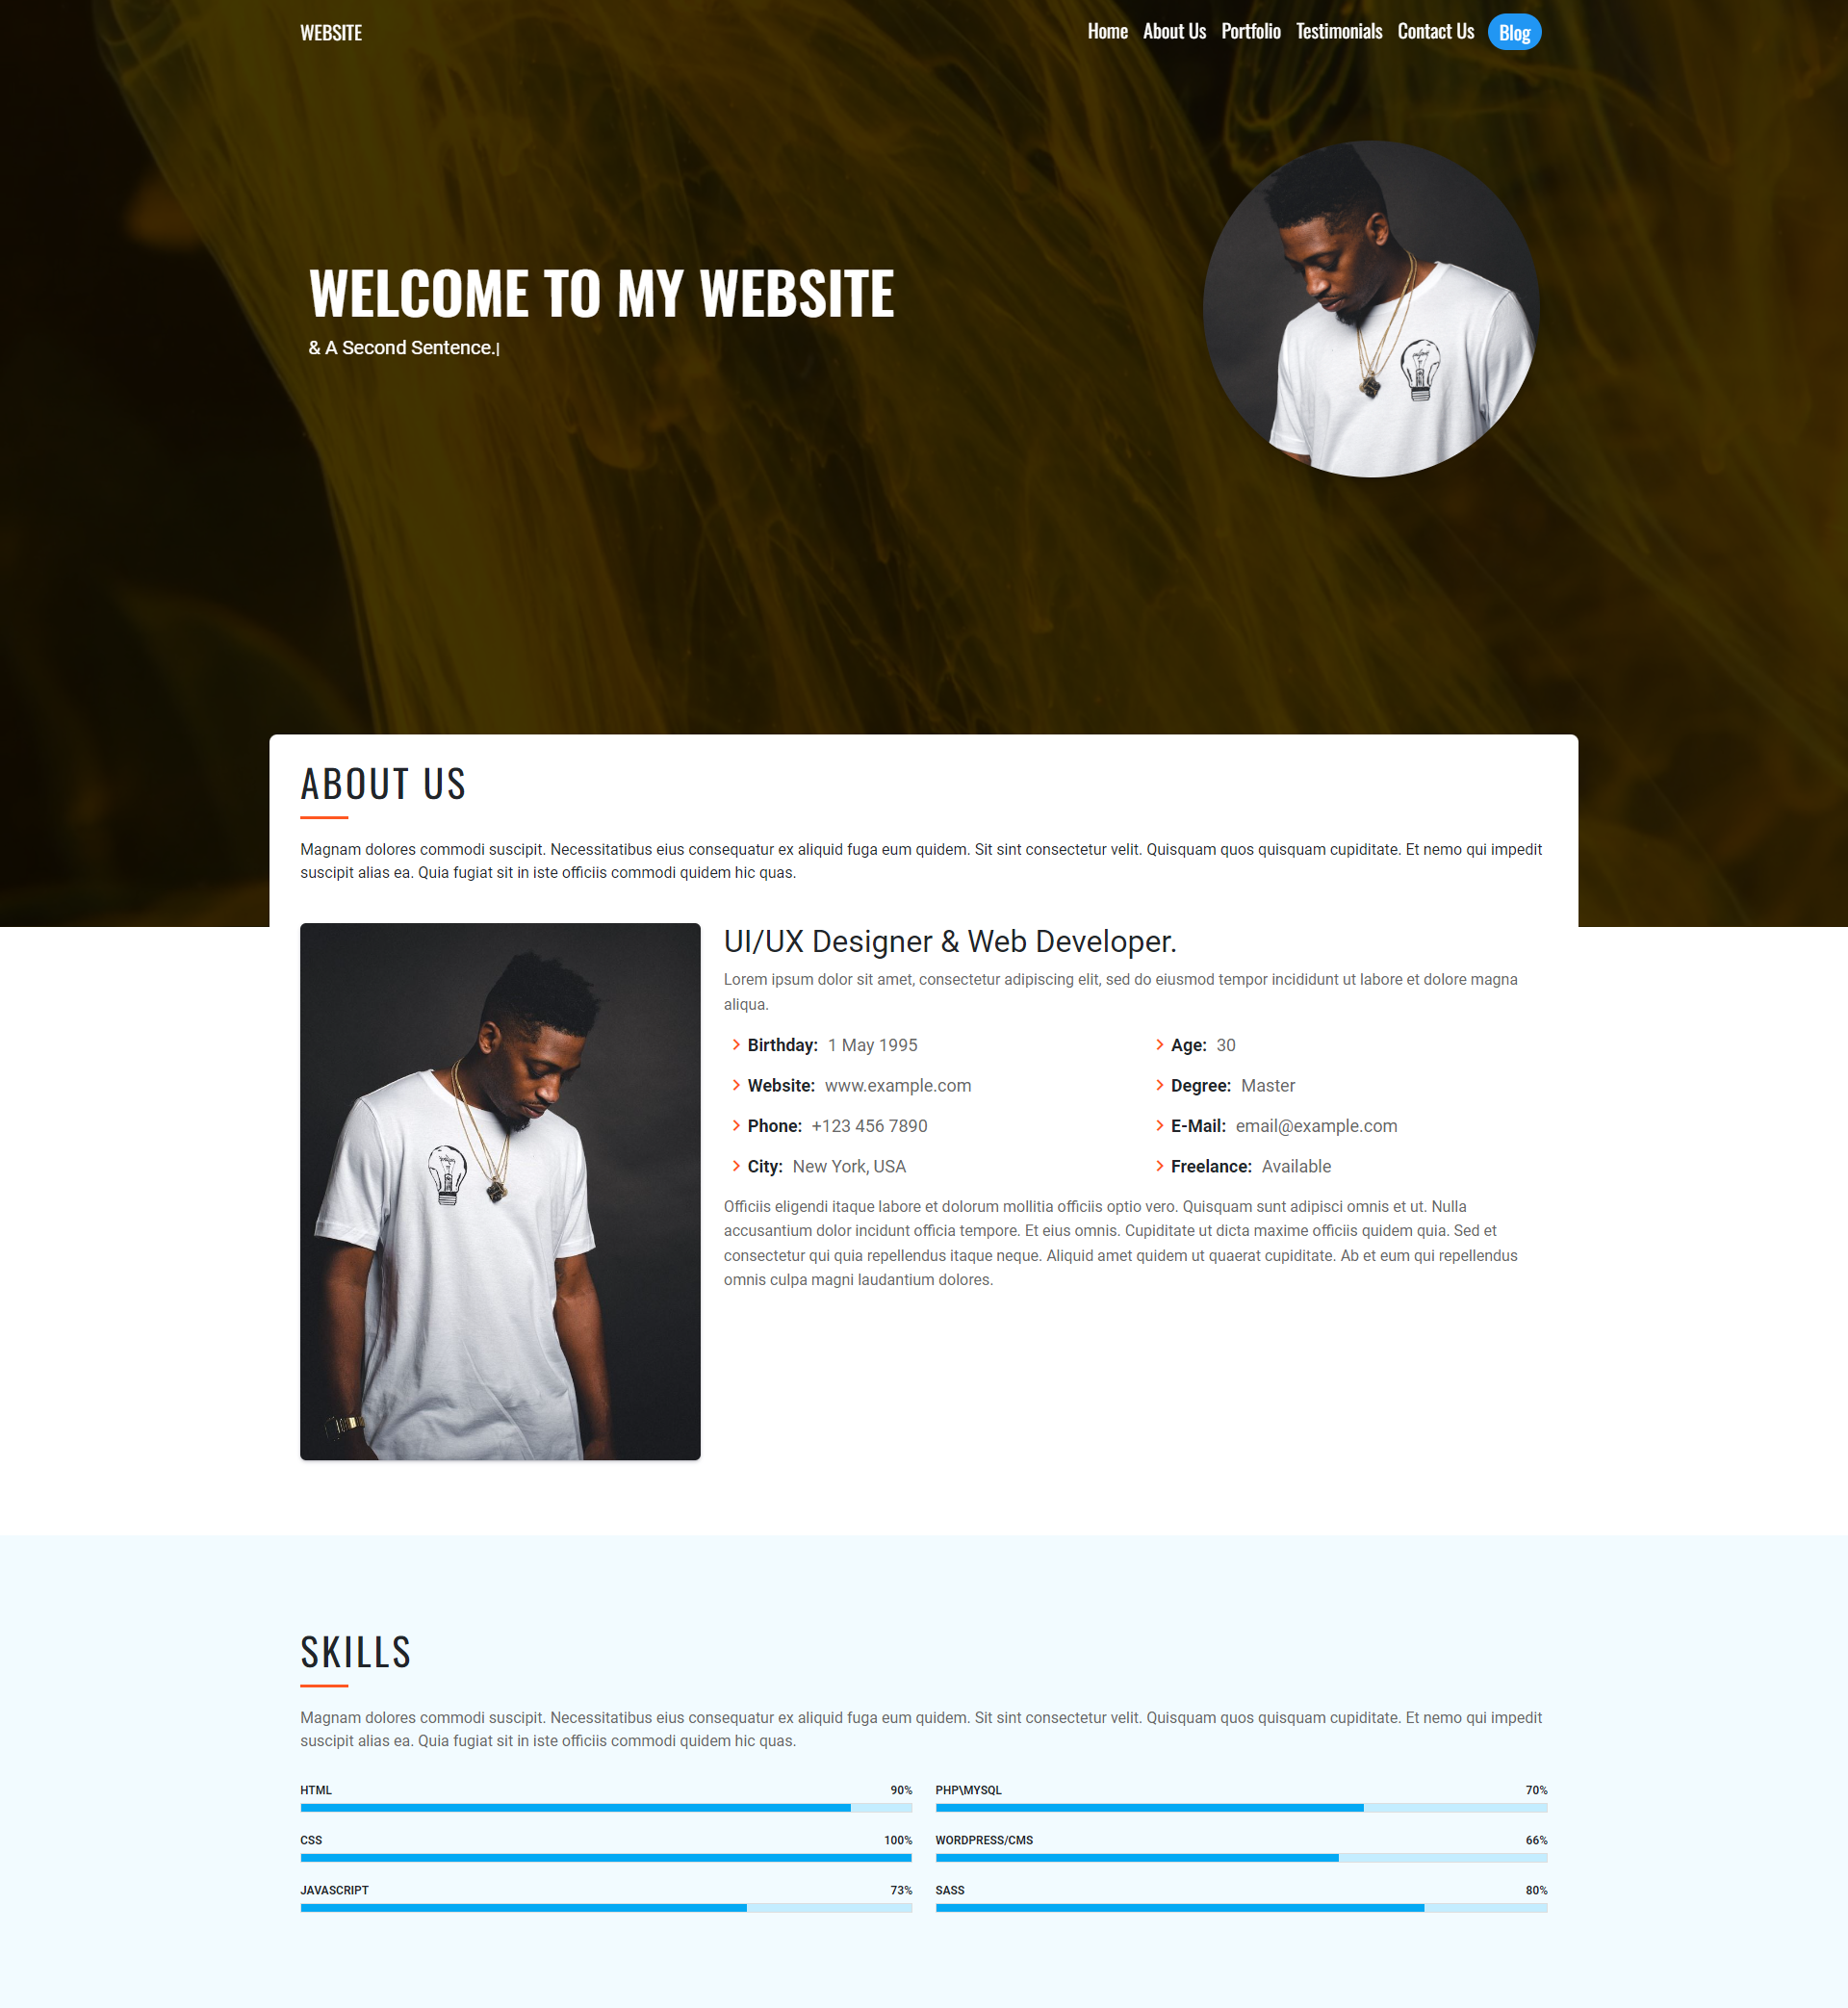 WEBSITE
Home About Us Portfolio Testimonials Contact Us Blog
WELCOME TO MY WEBSITE
& A Second Sentence.|
ABOUT US
Magnam dolores commodi suscipit. Necessitatibus eius consequatur ex aliquid fuga eum quidem. Sit sint consectetur velit. Quisquam quos quisquam cupiditate. Et nemo qui impedit
suscipit alias ea. Quia fugiat sit in iste officiis commodi quidem hic quas.
UI/UX Designer & Web Developer.
Lorem ipsum dolor sit amet, consectetur adipiscing elit, sed do eiusmod tempor incididunt ut labore et dolore magna
aliqua.
Birthday: 1 May 1995
Website: www.example.com
Phone: +123 456 7890
City: New York, USA
Age: 30
Degree: Master
E-Mail: email@example.com
Freelance: Available
Officiis eligendi itaque labore et dolorum mollitia officiis optio vero. Quisquam sunt adipisci omnis et ut. Nulla
accusantium dolor incidunt officia tempore. Et eius omnis. Cupiditate ut dicta maxime officiis quidem quia. Sed et
consectetur qui quia repellendus itaque neque. Aliquid amet quidem ut quaerat cupiditate. Ab et eum qui repellendus
omnis culpa magni laudantium dolores.
SKILLS
Magnam dolores commodi suscipit. Necessitatibus eius consequatur ex aliquid fuga eum quidem. Sit sint consectetur velit. Quisquam quos quisquam cupiditate. Et nemo qui impedit
suscipit alias ea. Quia fugiat sit in iste officiis commodi quidem hic quas.
HTML 90%
CSS 100%
JAVASCRIPT 73%
PHP\MYSQL 70%
WORDPRESS/CMS 66%
SASS 80%